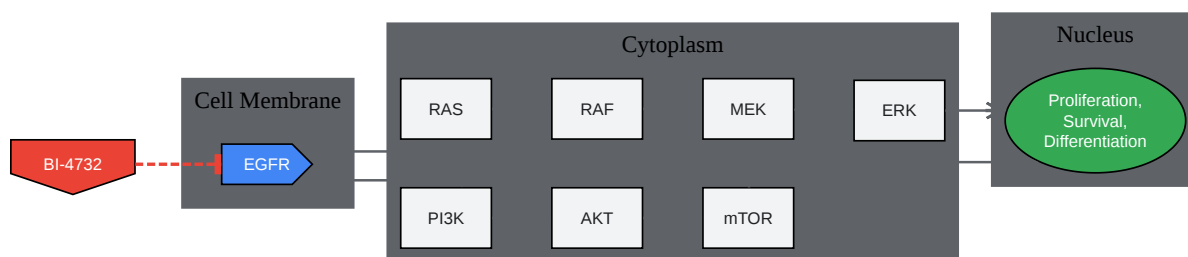 BI-4732
Cell Membrane
EGFR
Cytoplasm
RAS
RAF
MEK
ERK
PI3K
AKT
mTOR
Nucleus
Proliferation,
Survival,
Differentiation